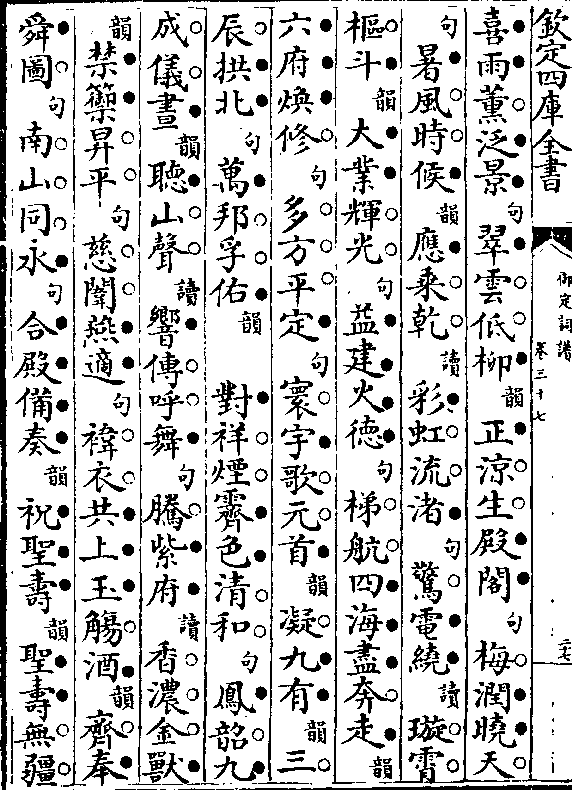 欽定四庫全書
御定詞譜
卷三十七
二七
喜雨薰泛景句翠雲低柳韻正涼生殿閣句梅潤曉天
句暑風時候韻應乘乾讀彩虹流渚句驚電繞讀璇霄
樞斗韻大業輝光句益建火德句梯航四海盡奔走韻
六府煥修句多方平定句寰宇歌元首韻凝九有韻三
辰拱北句萬邦孚佑韻 對祥煙霽色清和句鳳韶九
成儀晝韻聽山聲讀響傳呼舞句騰紫府讀香濃金獸
韻禁籞昇平句慈闈燕適句褘衣共上玉觴酒韻齊奉
舜圖句南山同永句合殿備奏韻祝聖壽韻聖壽無疆